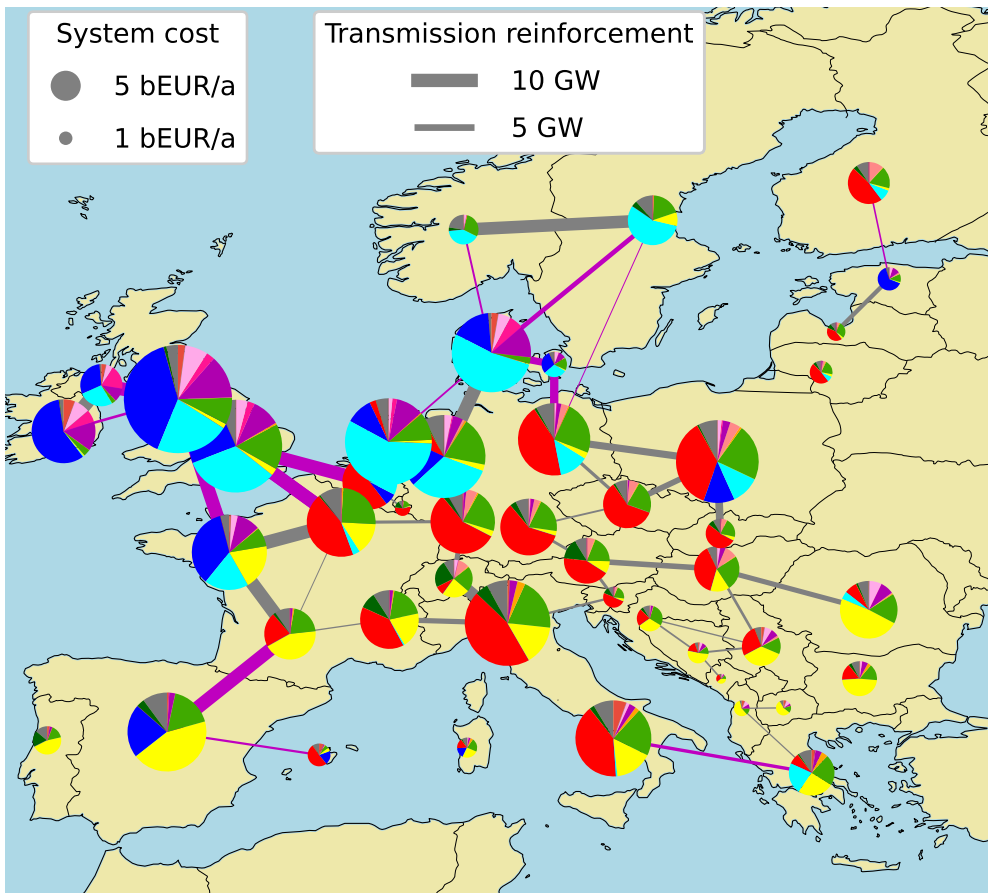 System cost
5 bEUR/a
1 bEUR/a
Transmission reinforcement
10 GW
5 GW